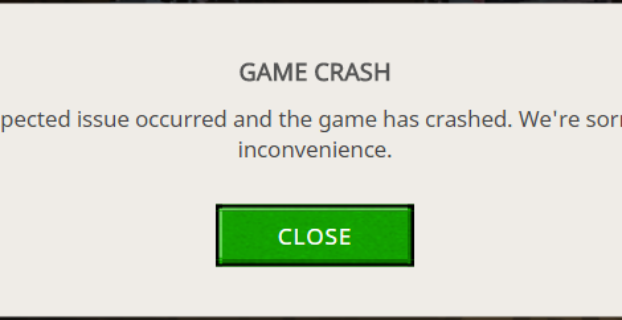 GAME CRASH
pected issue occurred and the game has crashed. We're sorr
inconvenience.
CLOSE